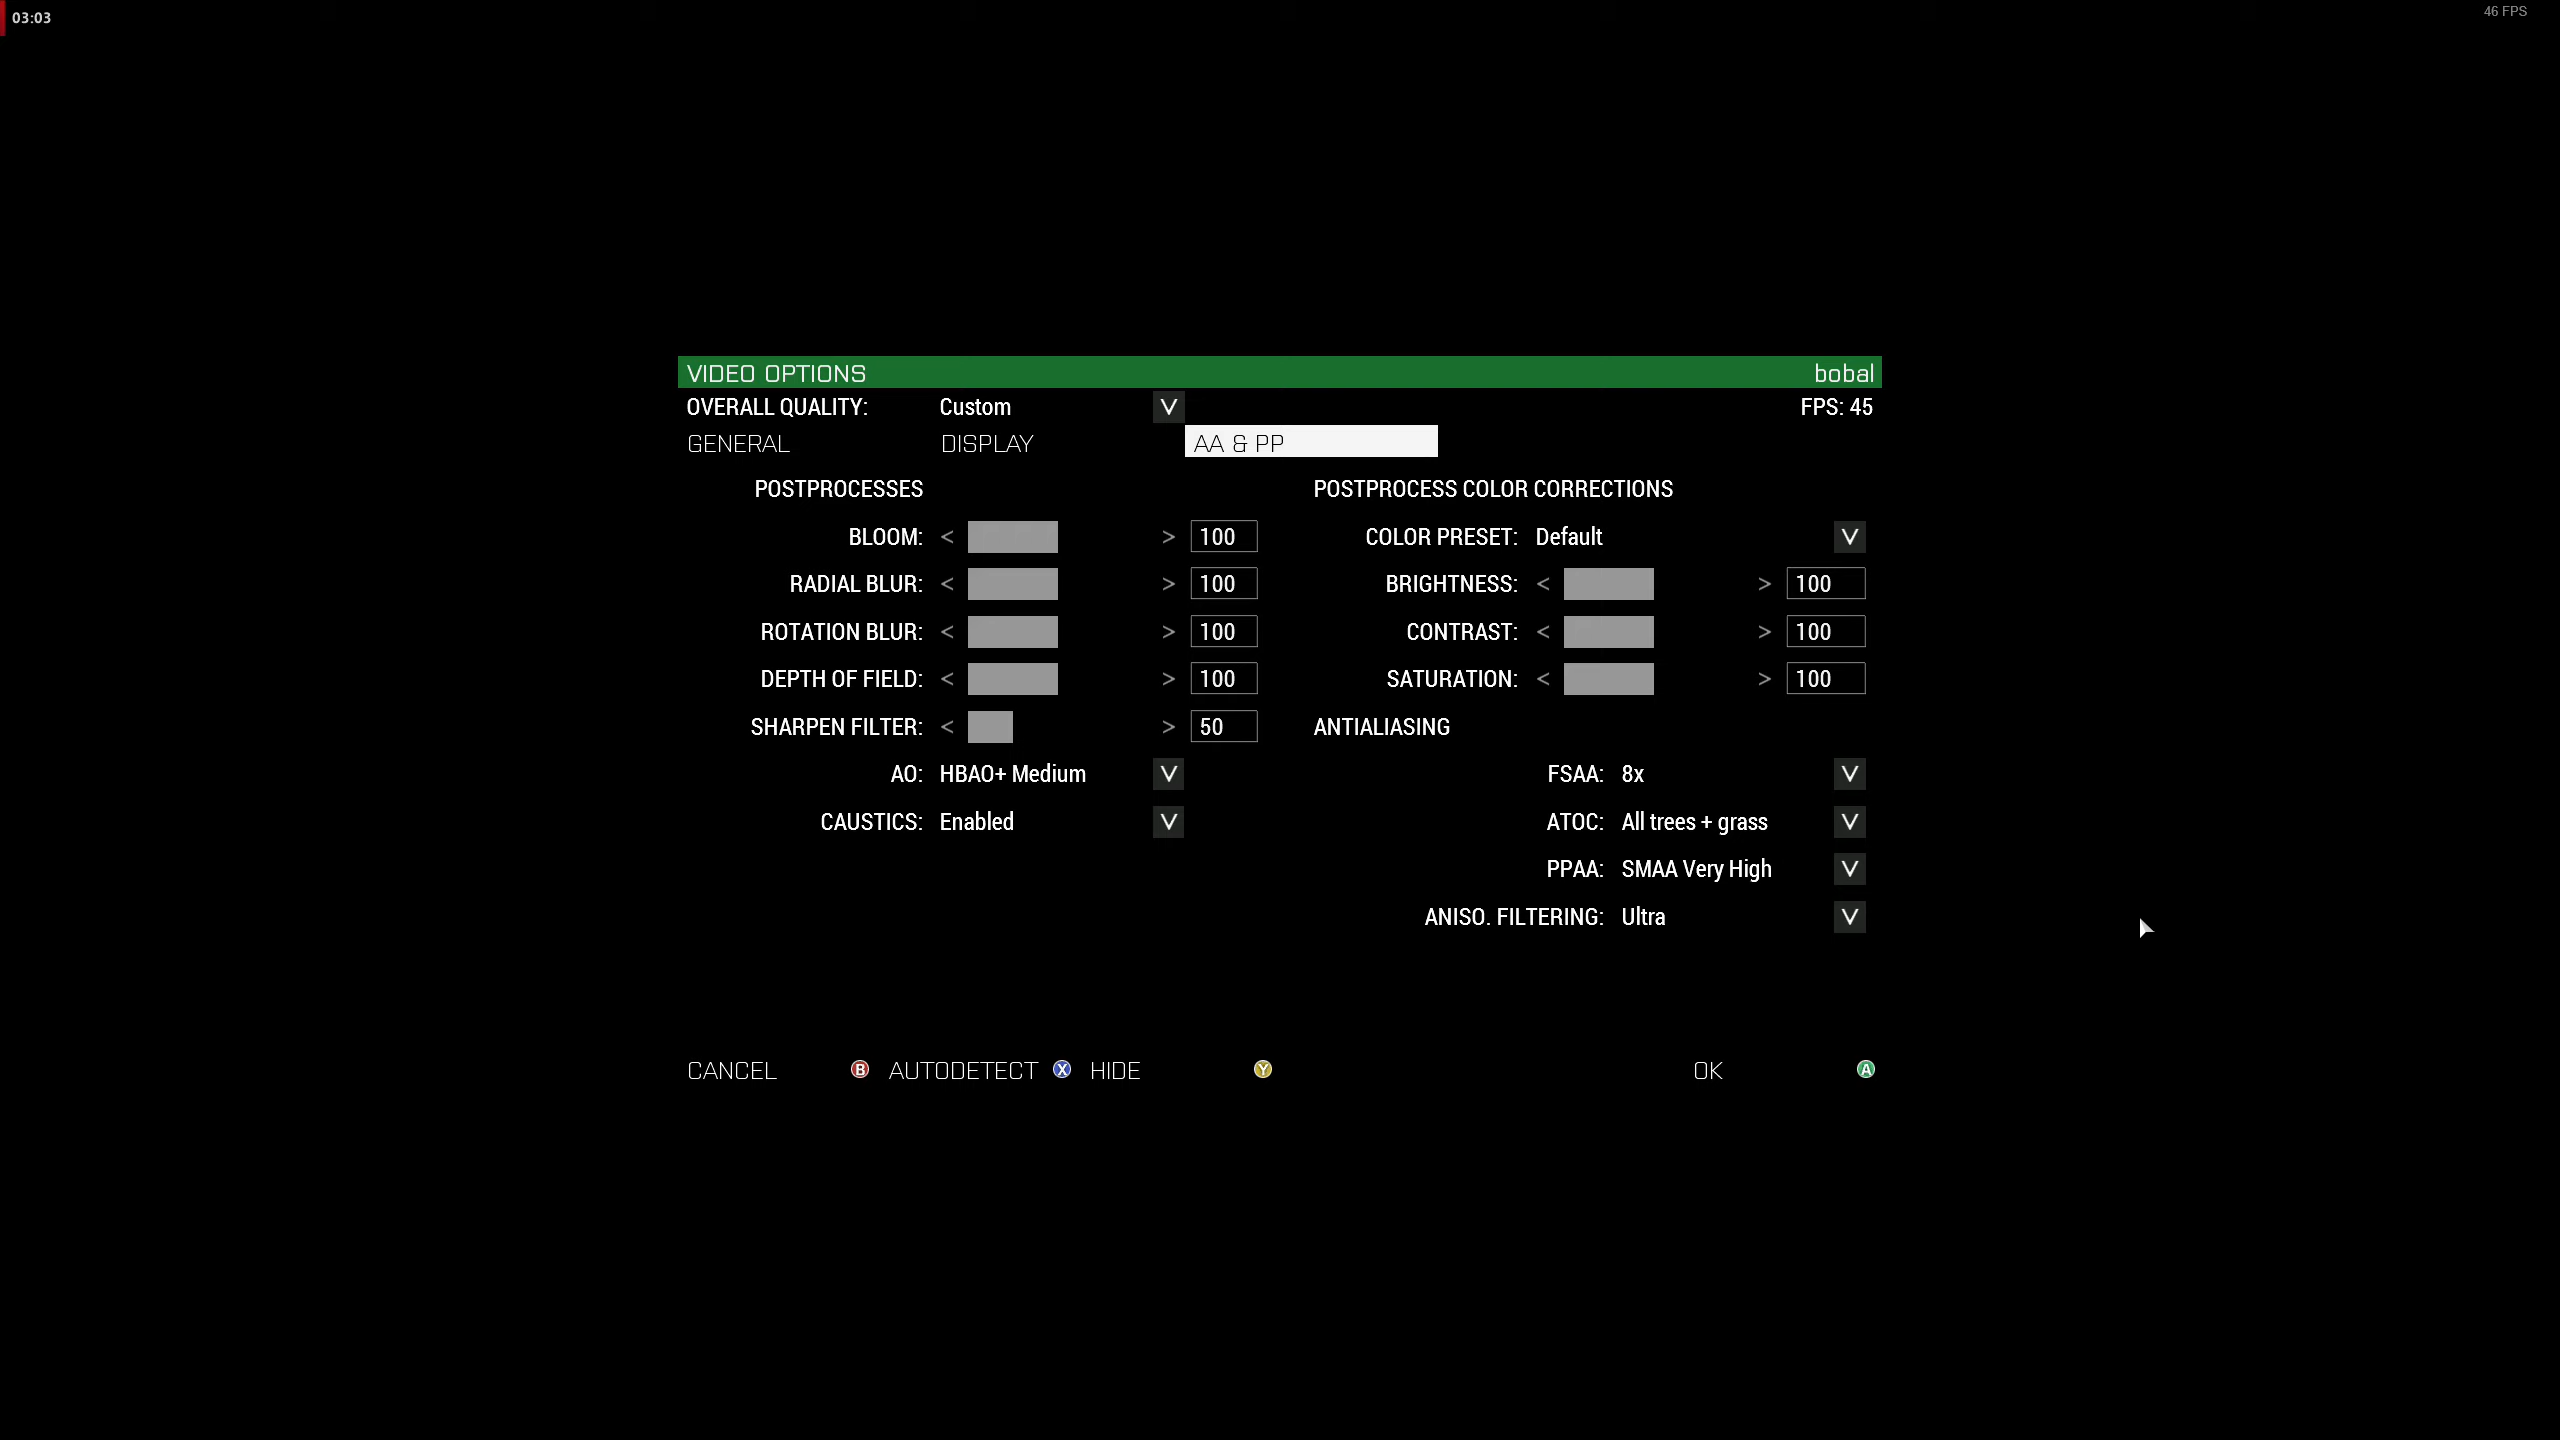 03:03
46 FPS
VIDEO OPTIONS bobal
OVERALL QUALITY: Custom V FPS: 45
GENERAL DISPLAY AA & PP
POSTPROCESSES POSTPROCESS COLOR CORRECTIONS
BLOOM: < > 100 COLOR PRESET: Default V
RADIAL BLUR: < > 100 BRIGHTNESS: < > 100
ROTATION BLUR: < > 100 CONTRAST: < > 100
DEPTH OF FIELD: < > 100 SATURATION: < > 100
SHARPEN FILTER: < > 50 ANTIALIASING
AO: HBAO+ Medium V FSAA: 8x V
CAUSTICS: Enabled V ATOC: All trees + grass V
PPAA: SMAA Very High V
ANISO. FILTERING: Ultra V
CANCEL B AUTODETECT X HIDE Y OK A